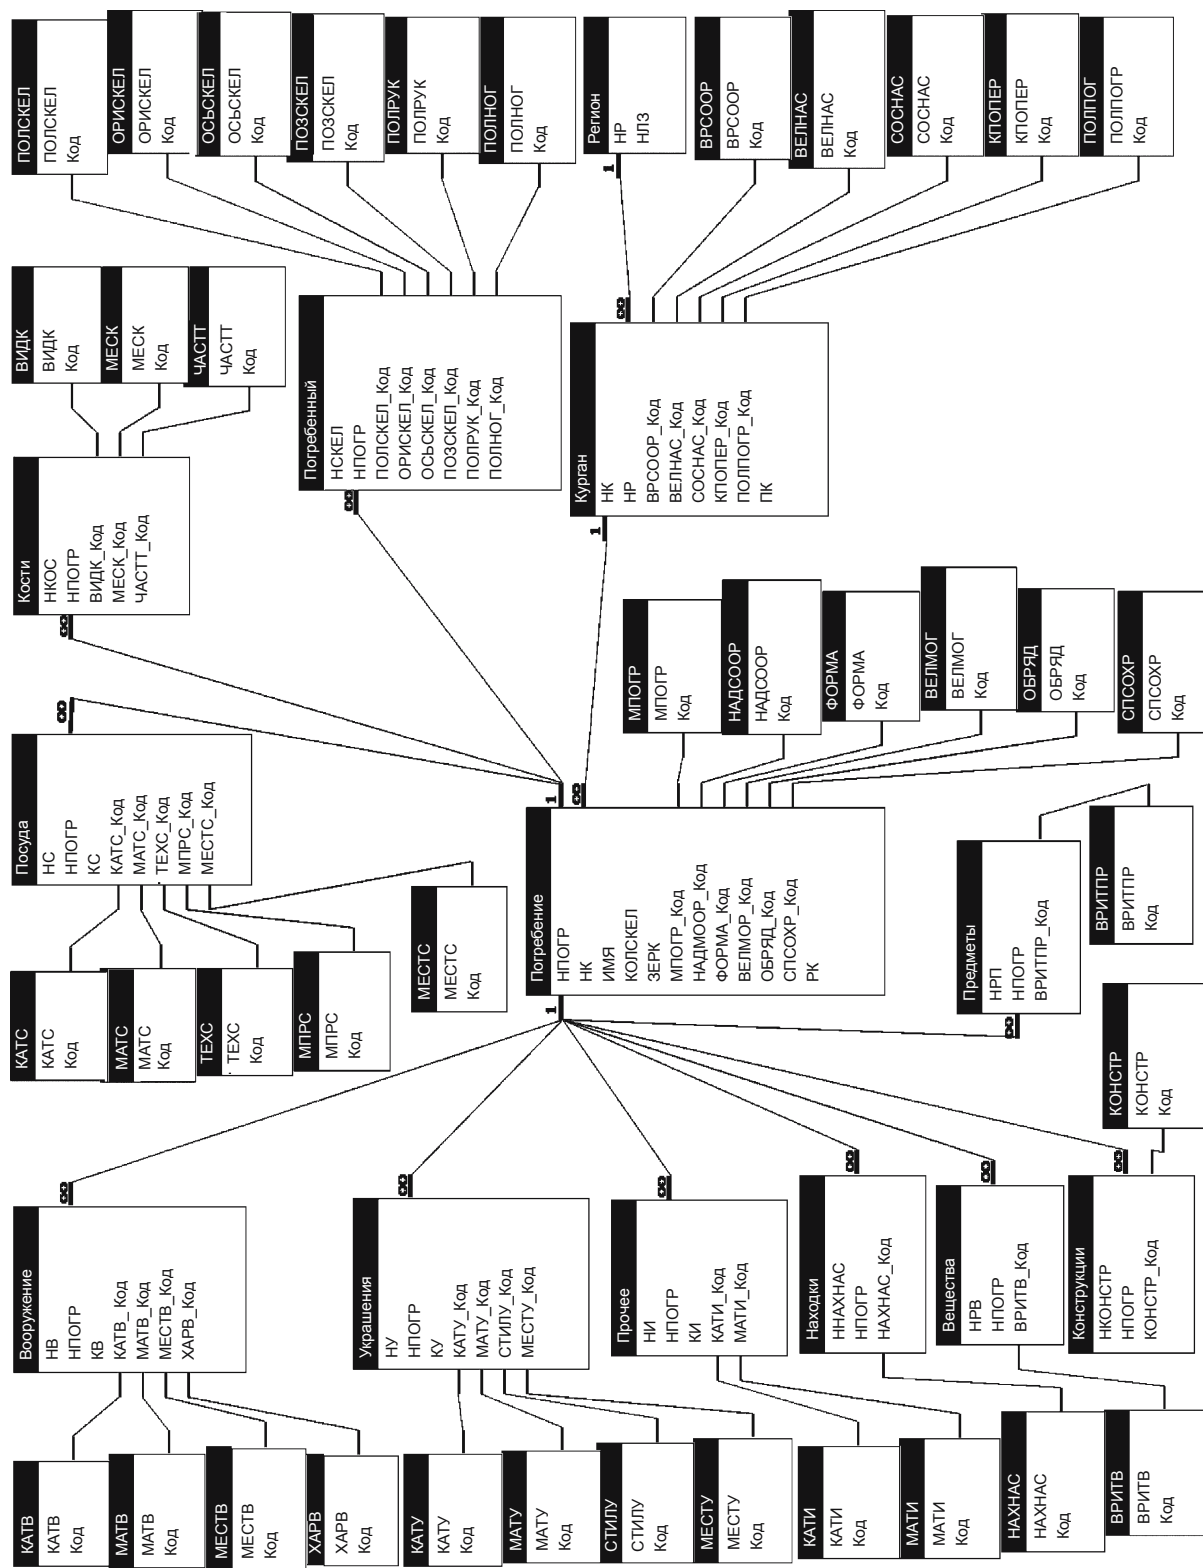 КАТВ
КАТВ
Код
МАТВ
МАТВ
Код
МЕСТВ
МЕСТВ
Код
ХАРВ
ХАРВ
Код
КАТУ
КАТУ
Код
МАТУ
МАТУ
Код
СТИЛУ
СТИЛУ
Код
МЕСТУ
МЕСТУ
Код
КАТИ
КАТИ
Код
МАТИ
МАТИ
Код
НАХНАС
НАХНАС
Код
ВРИТВ
ВРИТВ
Код
Вооружение
НВ
НПОГР
КВ
КАТВ_ Код
МАТВ_Код
МЕСТВ_Код
ХАРВ_Код
∞
Украшения
НУ
НПОГР
КУ
КАТУ_Код
МАТУ_Код
СТИЛУ_Код
МЕСТУ_Код
∞
Прочее
НИ
НПОГР
КИ
КАТИ_Код
МАТИ_Код
∞
Находки
ННАХНАС
НПОГР
НАХНАС_Код
∞
Вещества
НРВ
НПОГР
ВРИТВ_Код
∞
Конструкции
НКОНСТР
НПОГР
КОНСТР_Код
∞
КОНСТР
КОНСТР
Код
КАТС
КАТС
Код
МАТС
МАТС
Код
ТЕХС
ТЕХС
Код
МПРС
МПРС
Код
МЕСТС
МЕСТС
Код
1
Погребение
НПОГР
НК
ИМЯ
КОЛСКЕЛ
ЗЕРК
МПОГР_Код
НАДМООР_Код
ФОРМА_Код
ВЕЛМОР_Код
ОБРЯД_Код
СПСОХР_Код
РК
1
∞
∞
Предметы
НРП
НПОГР
ВРИТПР_Код
ВРИТПР
ВРИТПР
Код
Посуда
НС
НПОГР
КС
КАТС_Код
МАТС_Код
ТЕХС_Код
МПРС_Код
МЕСТС_Код
∞
МПОГР
МПОГР
Код
НАДСООР
НАДСООР
Код
ФОРМА
ФОРМА
Код
ВЕЛМОГ
ВЕЛМОГ
Код
ОБРЯД
ОБРЯД
Код
СПСОХР
СПСОХР
Код
∞
Кости
НКОС
НПОГР
ВИДК_Код
МЕСК_Код
ЧАСТТ_Код
∞
Погребенный
НСКЕЛ
НПОГР
ПОЛСКЕЛ_Код
ОРИСКЕЛ_Код
ОСЬСКЕЛ_Код
ПОЗСКЕЛ_Код
ПОЛРУК_Код
ПОЛНОГ_Код
1
Курган
НК
НР
ВРСООР_Код
ВЕЛНАС_Код
СОСНАС_Код
КПОПЕР_Код
ПОЛПОГР_Код
ПК
∞
ВИДК
ВИДК
Код
МЕСК
МЕСК
Код
ЧАСТТ
ЧАСТТ
Код
ПОЛСКЕЛ
ПОЛСКЕЛ
Код
ОРИСКЕЛ
ОРИСКЕЛ
Код
ОСЬСКЕЛ
ОСЬСКЕЛ
Код
ПОЗСКЕЛ
ПОЗСКЕЛ
Код
ПОЛРУК
ПОЛРУК
Код
ПОЛНОГ
ПОЛНОГ
Код
1
Регион
НР
НЛЗ
ВРСООР
ВРСООР
Код
ВЕЛНАС
ВЕЛНАС
Код
СОСНАС
СОСНАС
Код
КПОПЕР
КПОПЕР
Код
ПОЛПОГ
ПОЛПОГР
Код